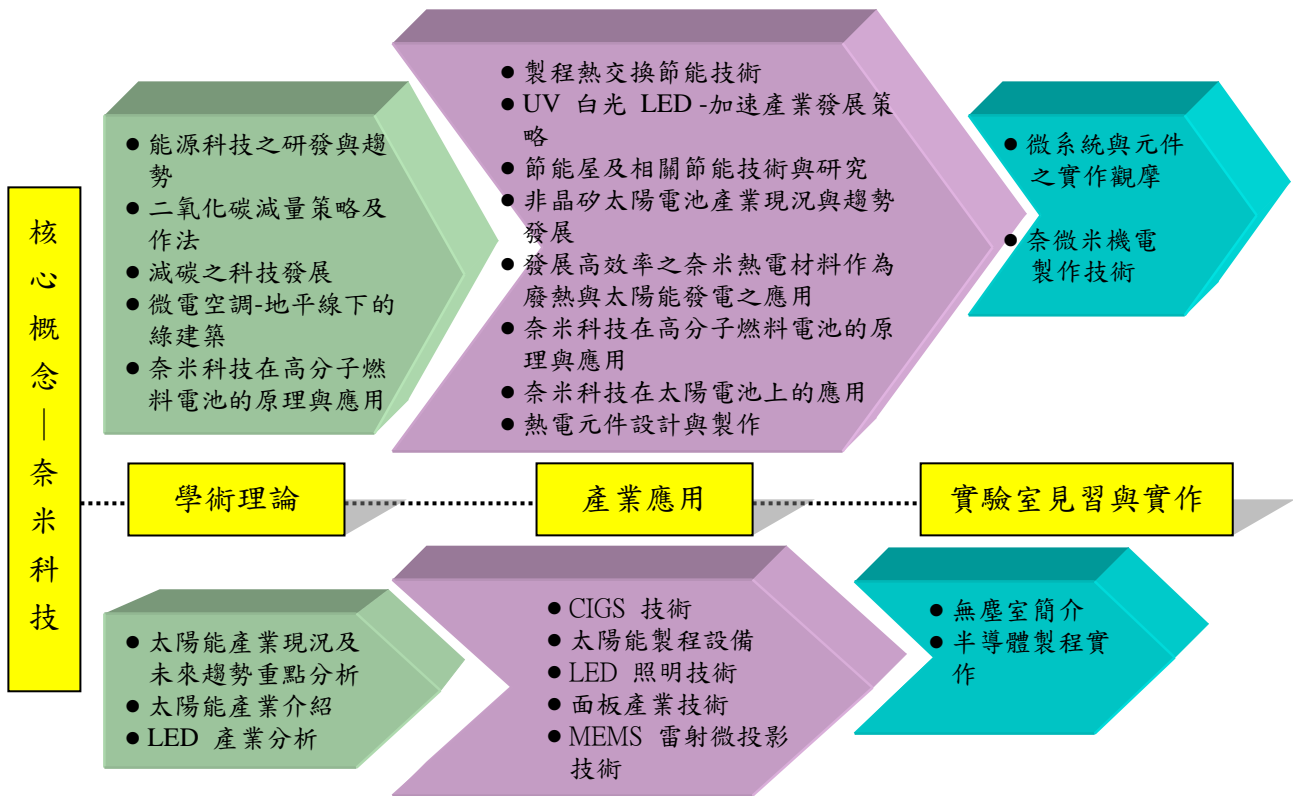 核心概念—奈米科技
● 能源科技之研發與趨
勢
● 二氧化碳減量策略及
作法
● 減碳之科技發展
● 微電空調-地平線下的
綠建築
● 奈米科技在高分子燃
料電池的原理與應用
● 製程熱交換節能技術
● UV 白光 LED -加速產業發展策
略
● 節能屋及相關節能技術與研究
● 非晶矽太陽電池產業現況與趨勢
發展
● 發展高效率之奈米熱電材料作為
廢熱與太陽能發電之應用
● 奈米科技在高分子燃料電池的原
理與應用
● 奈米科技在太陽電池上的應用
● 熱電元件設計與製作
● 微系統與元件
之實作觀摩
● 奈微米機電
製作技術
學術理論
產業應用
實驗室見習與實作
● 太陽能產業現況及
未來趨勢重點分析
● 太陽能產業介紹
● LED 產業分析
● CIGS 技術
● 太陽能製程設備
● LED 照明技術
● 面板產業技術
● MEMS 雷射微投影
技術
● 無塵室簡介
● 半導體製程實
作